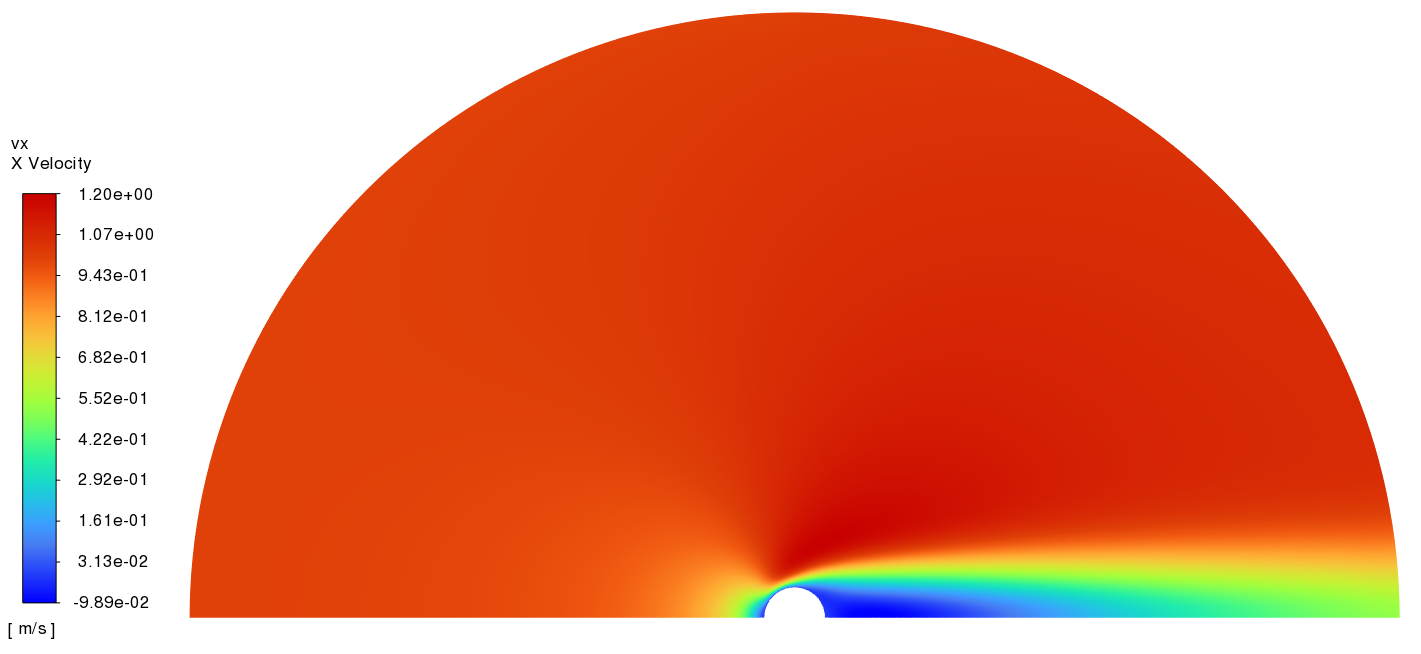 vx
X Velocity
1.20e+00
1.07e+00
9.43e-01
8.12e-01
6.82e-01
5.52e-01
4.22e-01
2.92e-01
1.61e-01
3.13e-02
-9.89e-02
[ m/s ]